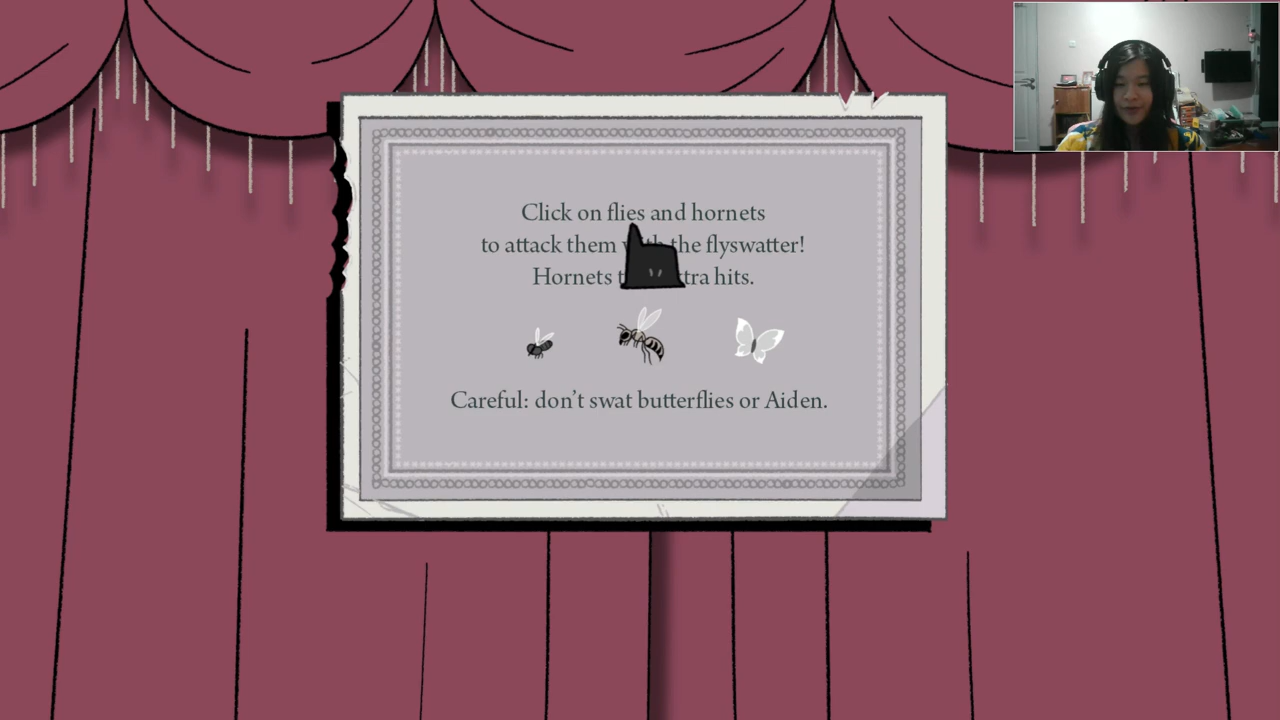 Click on flies and hornets
to attack them the flyswatter!
Hornets hits.
Careful: don't swat butterflies or Aiden.